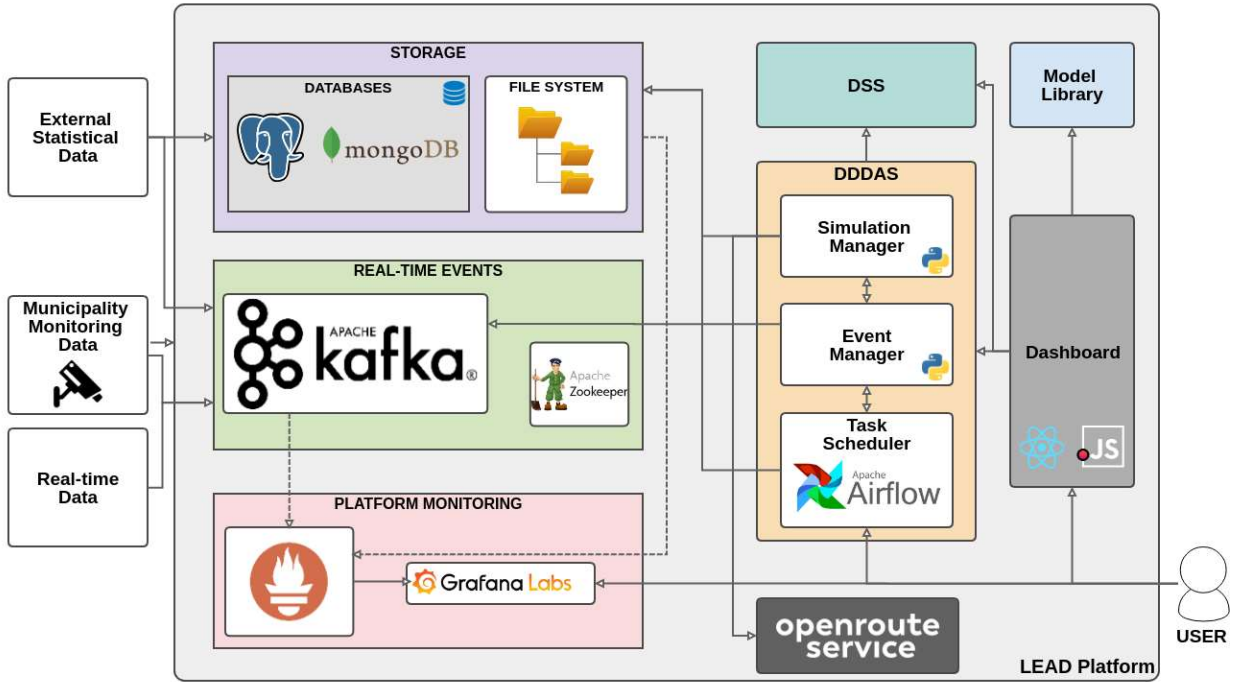 External
Statistical
Data
Municipality
Monitoring
Data
Real-time
Data
STORAGE
DATABASES
mongoDB
FILE SYSTEM
REAL-TIME EVENTS
APACHE
kafka®
Apache
Zookeeper
PLATFORM MONITORING
Grafana Labs
DSS
Model
Library
DDDAS
Simulation
Manager
Event
Manager
Task
Scheduler
Apache
Airflow
Dashboard
JS
openroute
service
USER
LEAD Platform